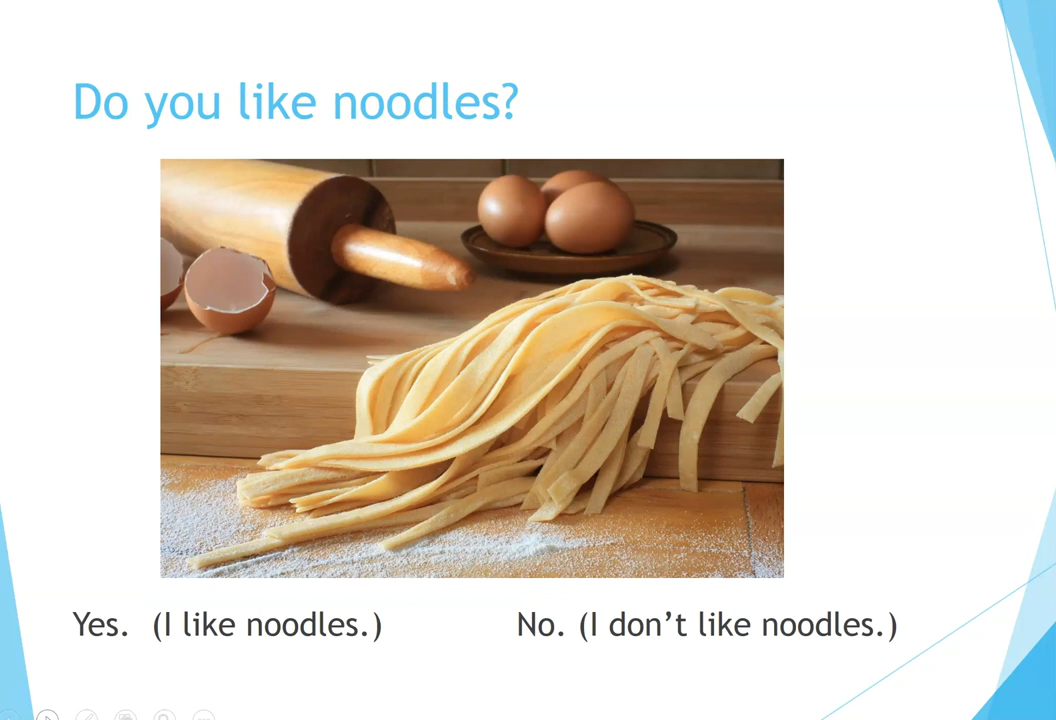 Do you like noodles?
Yes.  (I like noodles.) No. (I don’t like noodles.)